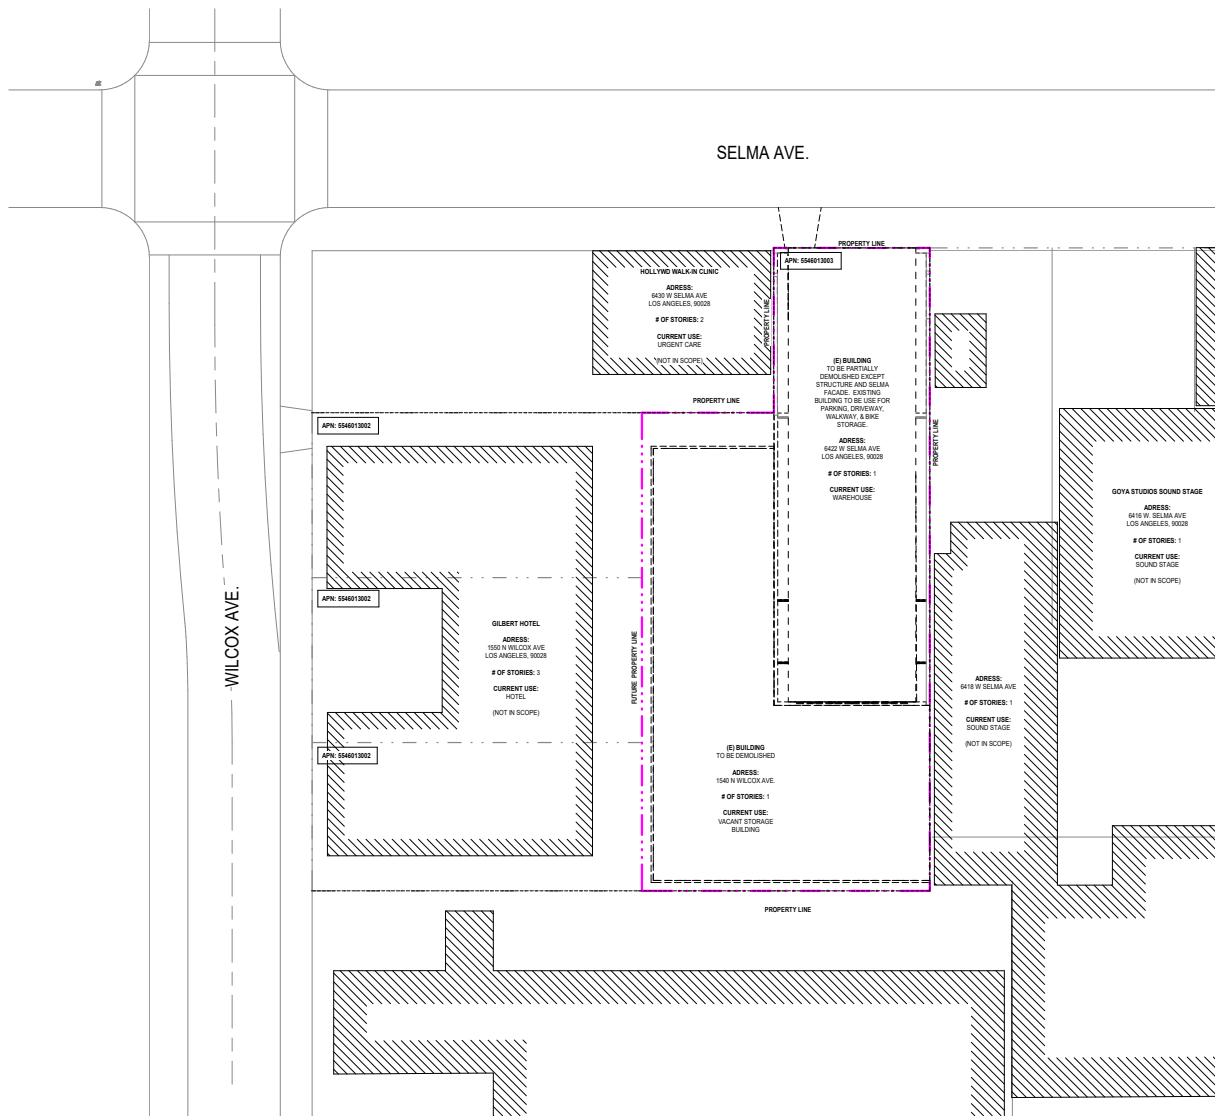 SELMA AVE.
PROPERTY LINE
APN: 5546013003
HOLLYWD WALK-IN CLINIC
ADRESS:
6430 W SELMA AVE
LOS ANGELES, 90028
# OF STORIES: 2
CURRENT USE:
URGENT CARE
(NOT IN SCOPE)
PROPERTY LINE
(E) BUILDING
TO BE PARTIALLY
DEMOLISHED EXCEPT
STRUCTURE AND SELMA
FACADE. EXISTING
BUILDING TO BE USE FOR
PARKING, DRIVEWAY,
WALKWAY, & BIKE
STORAGE.
ADRESS:
6422 W SELMA AVE
LOS ANGELES, 90028
# OF STORIES: 1
CURRENT USE:
WAREHOUSE
PROPERTY LINE
PROPERTY LINE
APN: 5546013002
GOYA STUDIOS SOUND STAGE
ADRESS:
6416 W. SELMA AVE
LOS ANGELES, 90028
# OF STORIES: 1
CURRENT USE:
SOUND STAGE
(NOT IN SCOPE)
WILCOX AVE.
APN: 5546013002
GILBERT HOTEL
ADRESS:
1550 N WILCOX AVE
LOS ANGELES, 90028
# OF STORIES: 3
CURRENT USE:
HOTEL
(NOT IN SCOPE)
FUTURE PROPERTY LINE
ADRESS:
6418 W SELMA AVE
# OF STORIES: 1
CURRENT USE:
SOUND STAGE
(NOT IN SCOPE)
APN: 5546013002
(E) BUILDING
TO BE DEMOLISHED
ADRESS:
1540 N WILCOX AVE.
# OF STORIES: 1
CURRENT USE:
VACANT STORAGE
BUILDING
PROPERTY LINE